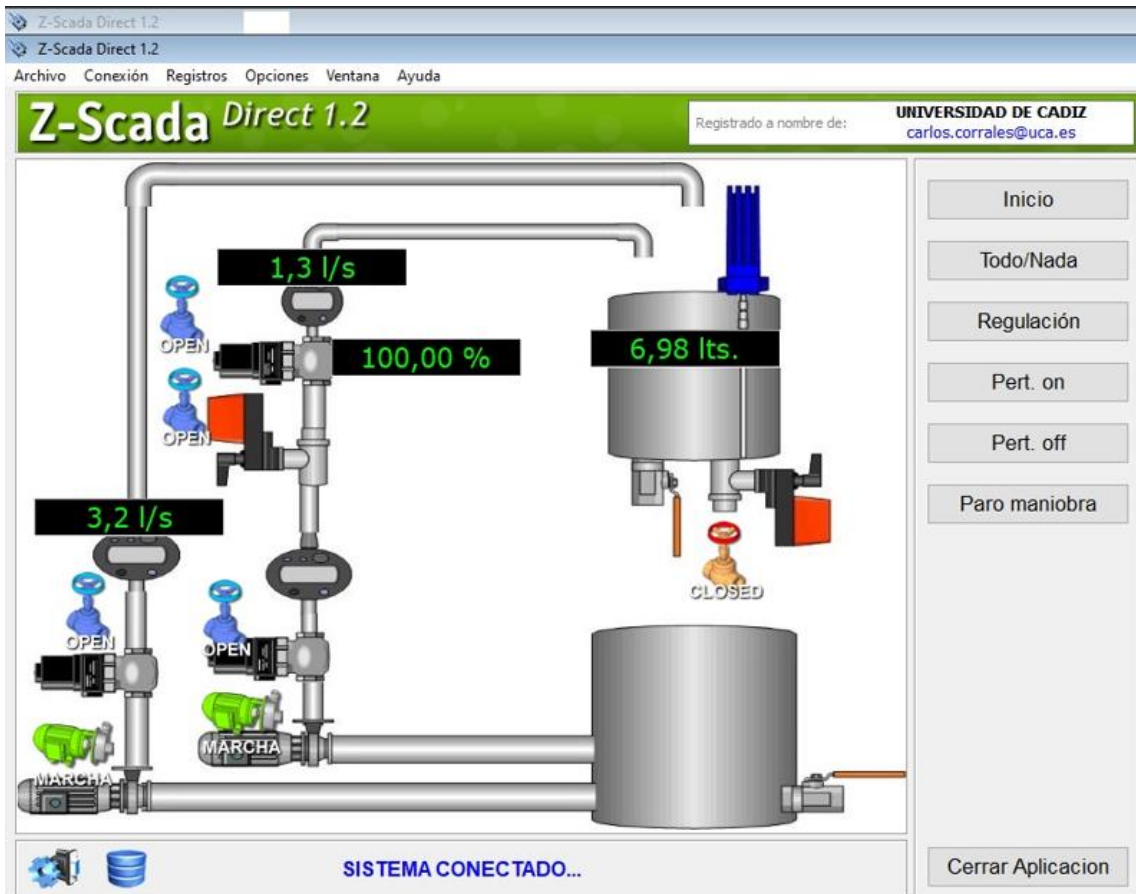 Z-Scada Direct 1.2
Z-Scada Direct 1.2
Archivo Conexión Registros Opciones Ventana Ayuda
Z-Scada Direct 1.2
Registrado a nombre de:
UNIVERSIDAD DE CADIZ
carlos.corrales@uca.es
Inicio
Todo/Nada
Regulación
Pert. on
Pert. off
Paro maniobra
1,3 l/s
OPEN
100,00 %
6,98 lts.
OPEN
3,2 l/s
CLOSED
OPEN
OPEN
MARCHA
MARCHA
SISTEMA CONECTADO...
Cerrar Aplicacion